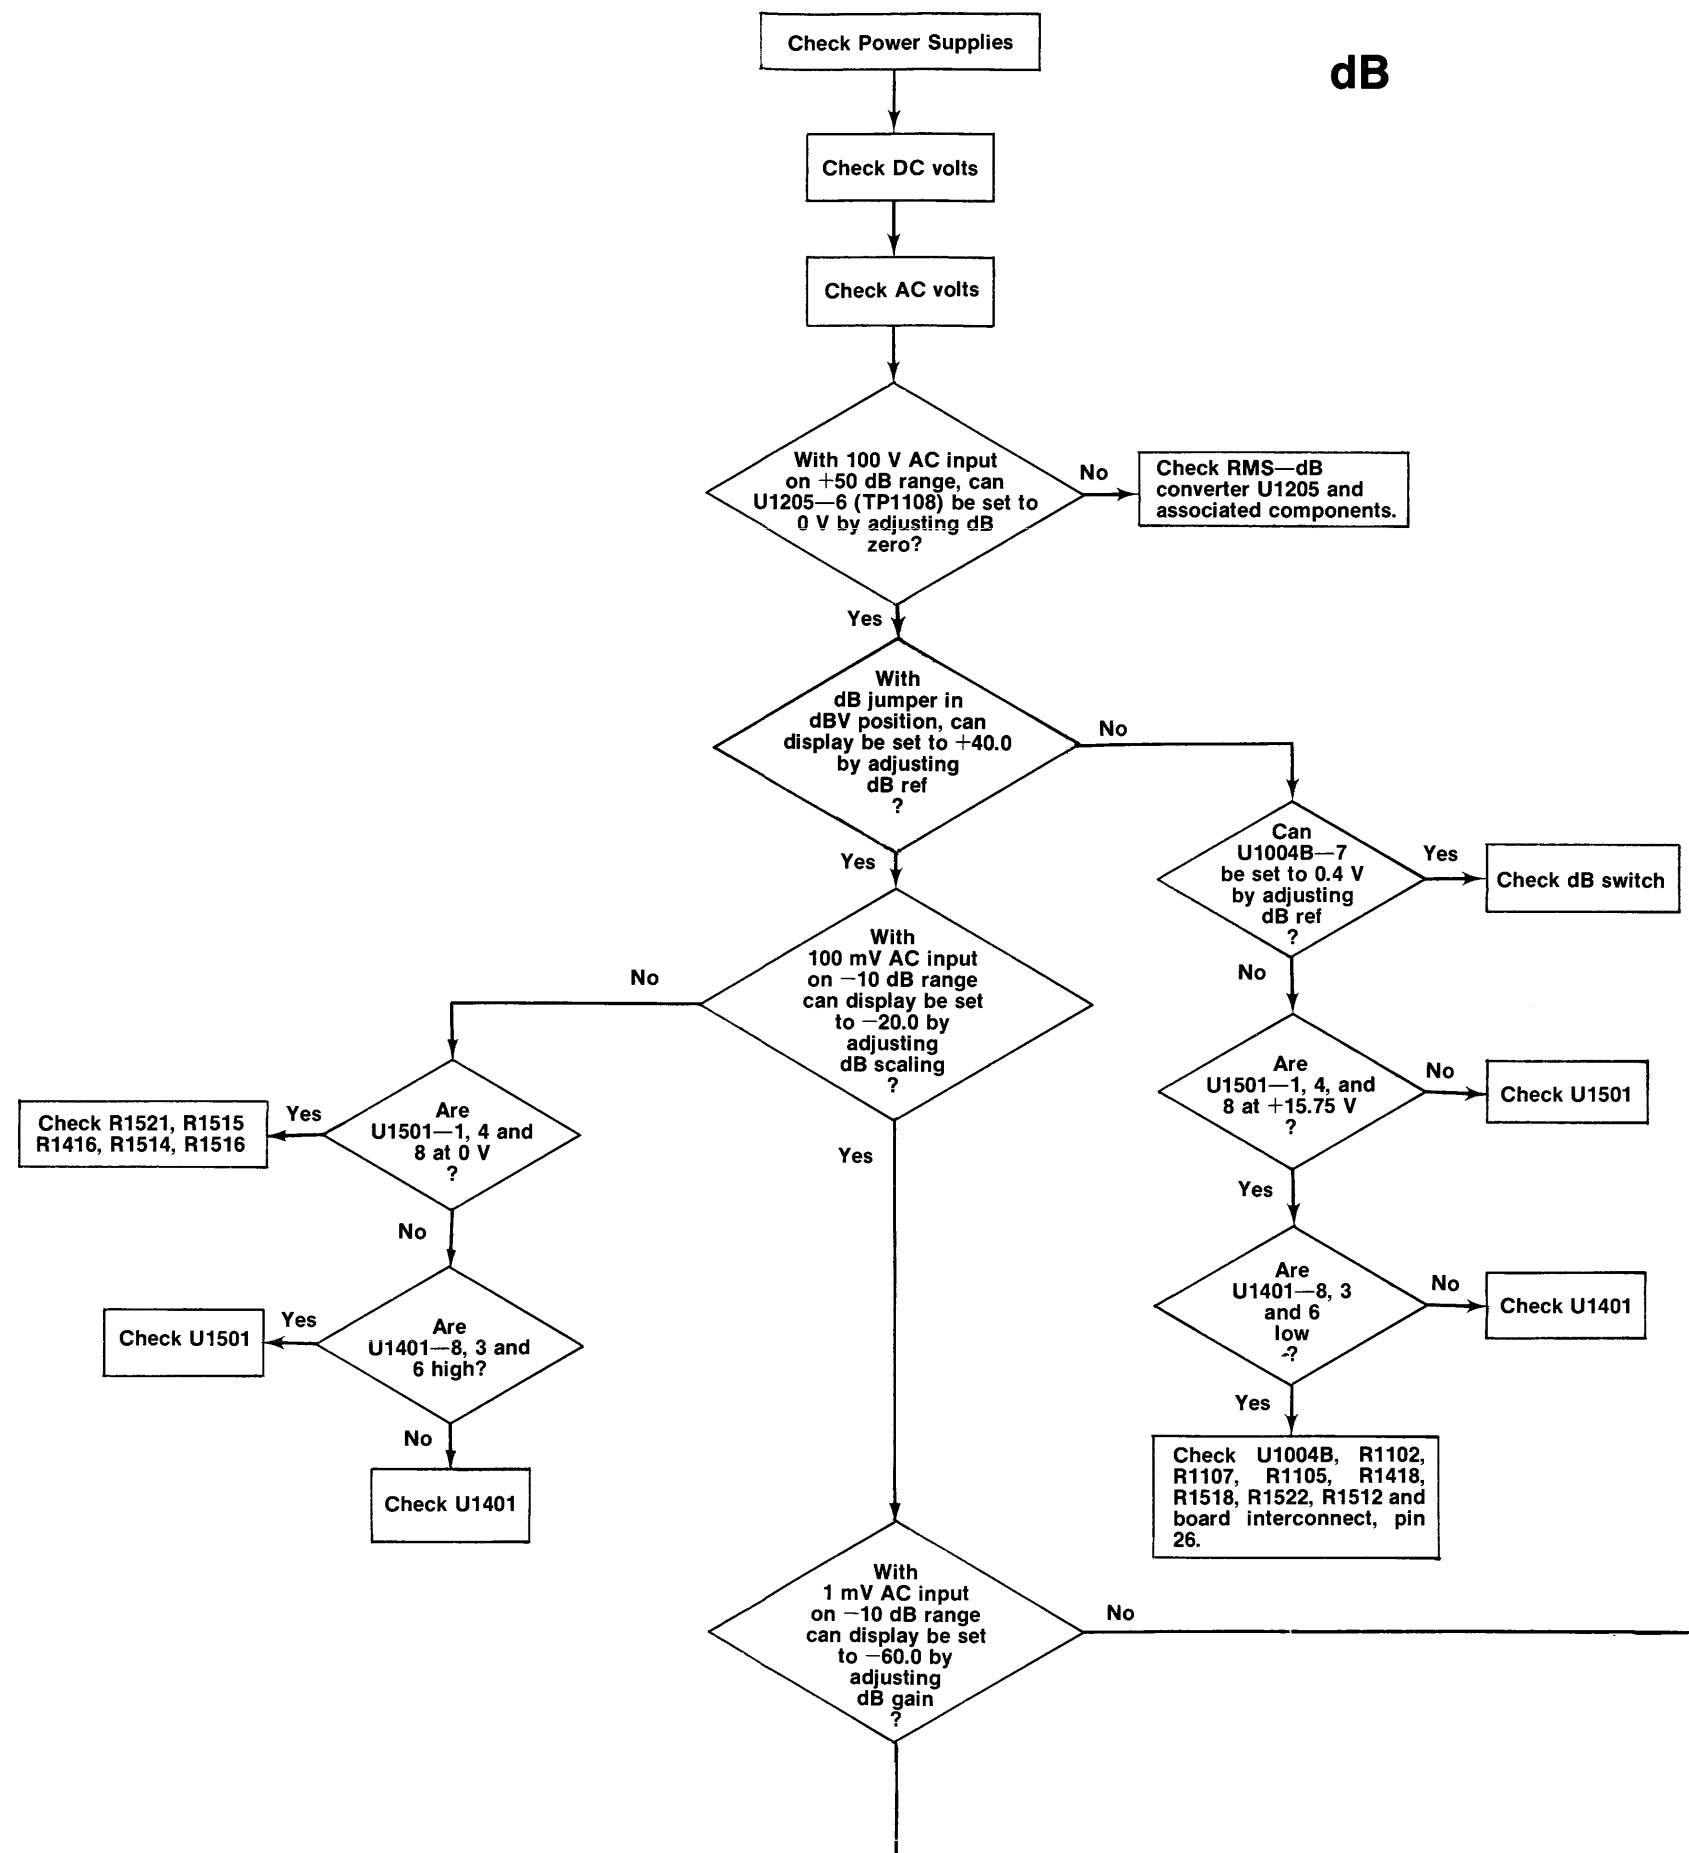 Check Power Supplies
dB
Check DC volts
Check AC volts
With 100 V AC input
on +50 dB range, can
U1205—6 (TP1108) be set to
0 V by adjusting dB
zero?
No
Check RMS—dB
converter U1205 and
associated components.
Yes
With
dB jumper in
dBV position, can
display be set to +40.0
by adjusting
dB ref
?
No
Can
U1004B—7
be set to 0.4 V
by adjusting
dB ref
?
Yes
Check dB switch
Yes
With
100 mV AC input
on —10 dB range
can display be set
to —20.0 by
adjusting
dB scaling
?
No
No
Are
U1501—1, 4, and
8 at +15.75 V
?
No
Check U1501
Are
U1501—1, 4 and
8 at 0 V
?
Yes
Check R1521, R1515
R1416, R1514, R1516
Yes
Yes
No
Are
U1401—8, 3
and 6
low
?
No
Check U1401
Are
U1401—8, 3 and
6 high?
Yes
Check U1501
No
Check U1401
Yes
Check U1004B, R1102,
R1107, R1105, R1418,
R1518, R1522, R1512 and
board interconnect, pin
26.
With
1 mV AC input
on —10 dB range
can display be set
to —60.0 by
adjusting
dB gain
?
No